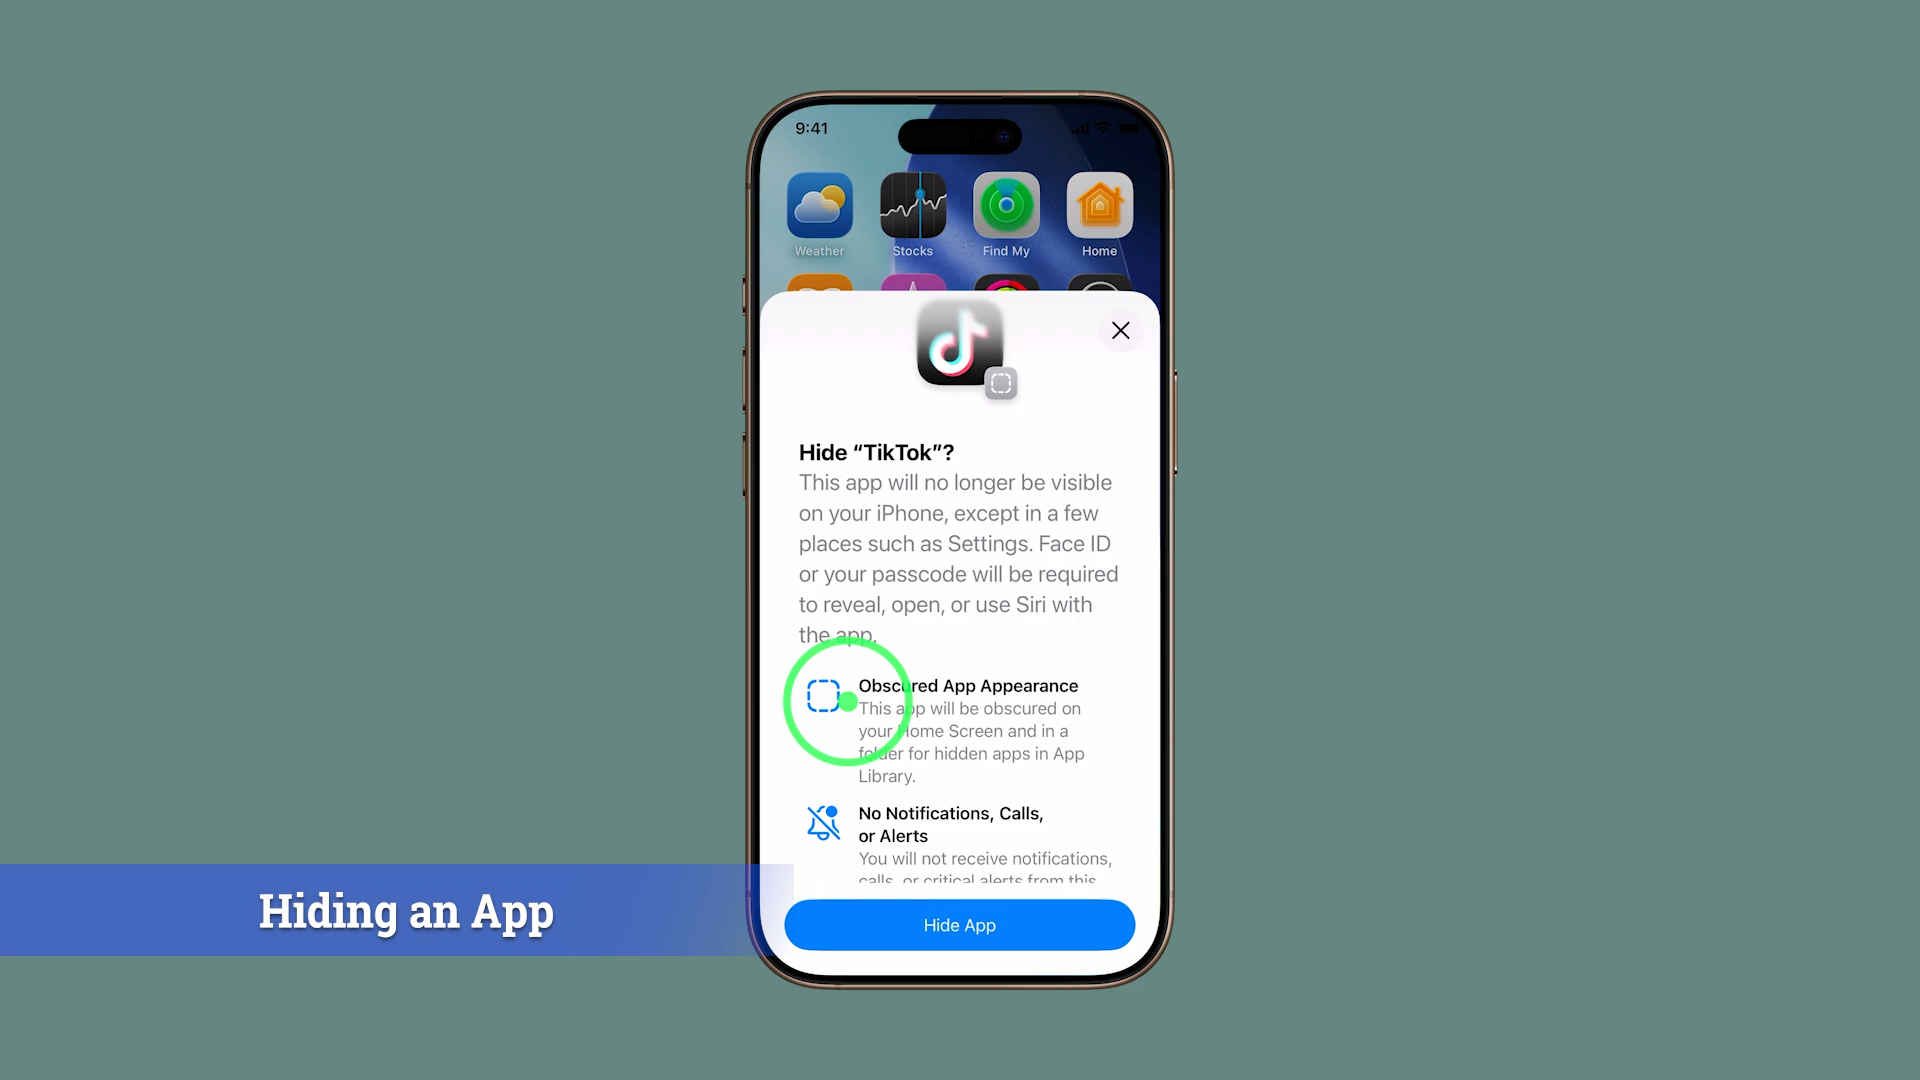 9:41
Weather
Stocks
Find My
Home
Hide “TikTok”?
This app will no longer be visible
on your iPhone, except in a few
places such as Settings. Face ID
or your passcode will be required
to reveal, open, or use Siri with
the app.
Obscured App Appearance
This app will be obscured on
your Home Screen and in a
folder for hidden apps in App
Library.
No Notifications, Calls,
or Alerts
You will not receive notifications,
calls, or critical alerts from this
Hide App
Hiding an App